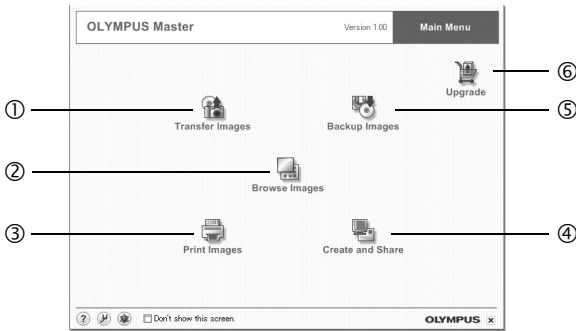 OLYMPUS Master Version 1.00 Main Menu
⑥
Upgrade
① ⑤
Transfer Images Backup Images
②
Browse Images
③ ④
Print Images Create and Share
? Don't show this screen. OLYMPUS x